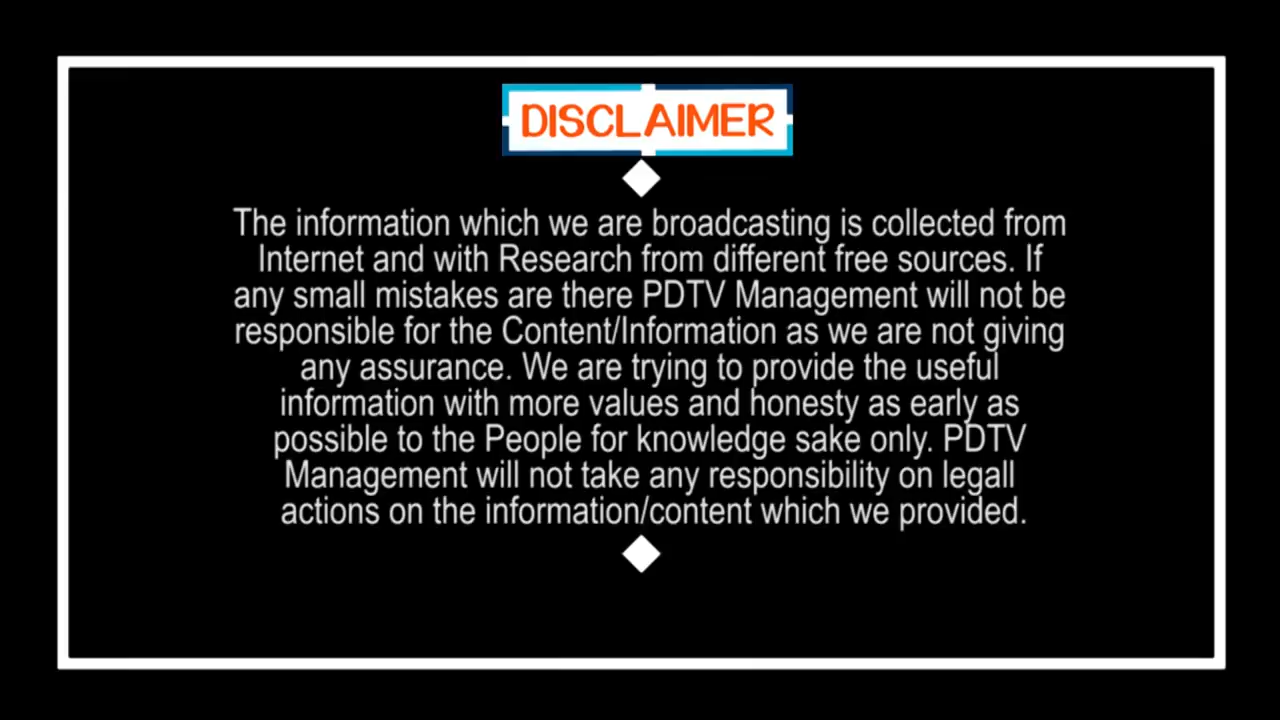 DISCLAIMER
The information which we are broadcasting is collected from
Internet and with Research from different free sources. If
any small mistakes are there PDTV Management will not be
responsible for the Content/Information as we are not giving
any assurance. We are trying to provide the useful
information with more values and honesty as early as
possible to the People for knowledge sake only. PDTV
Management will not take any responsibility on legall
actions on the information/content which we provided.